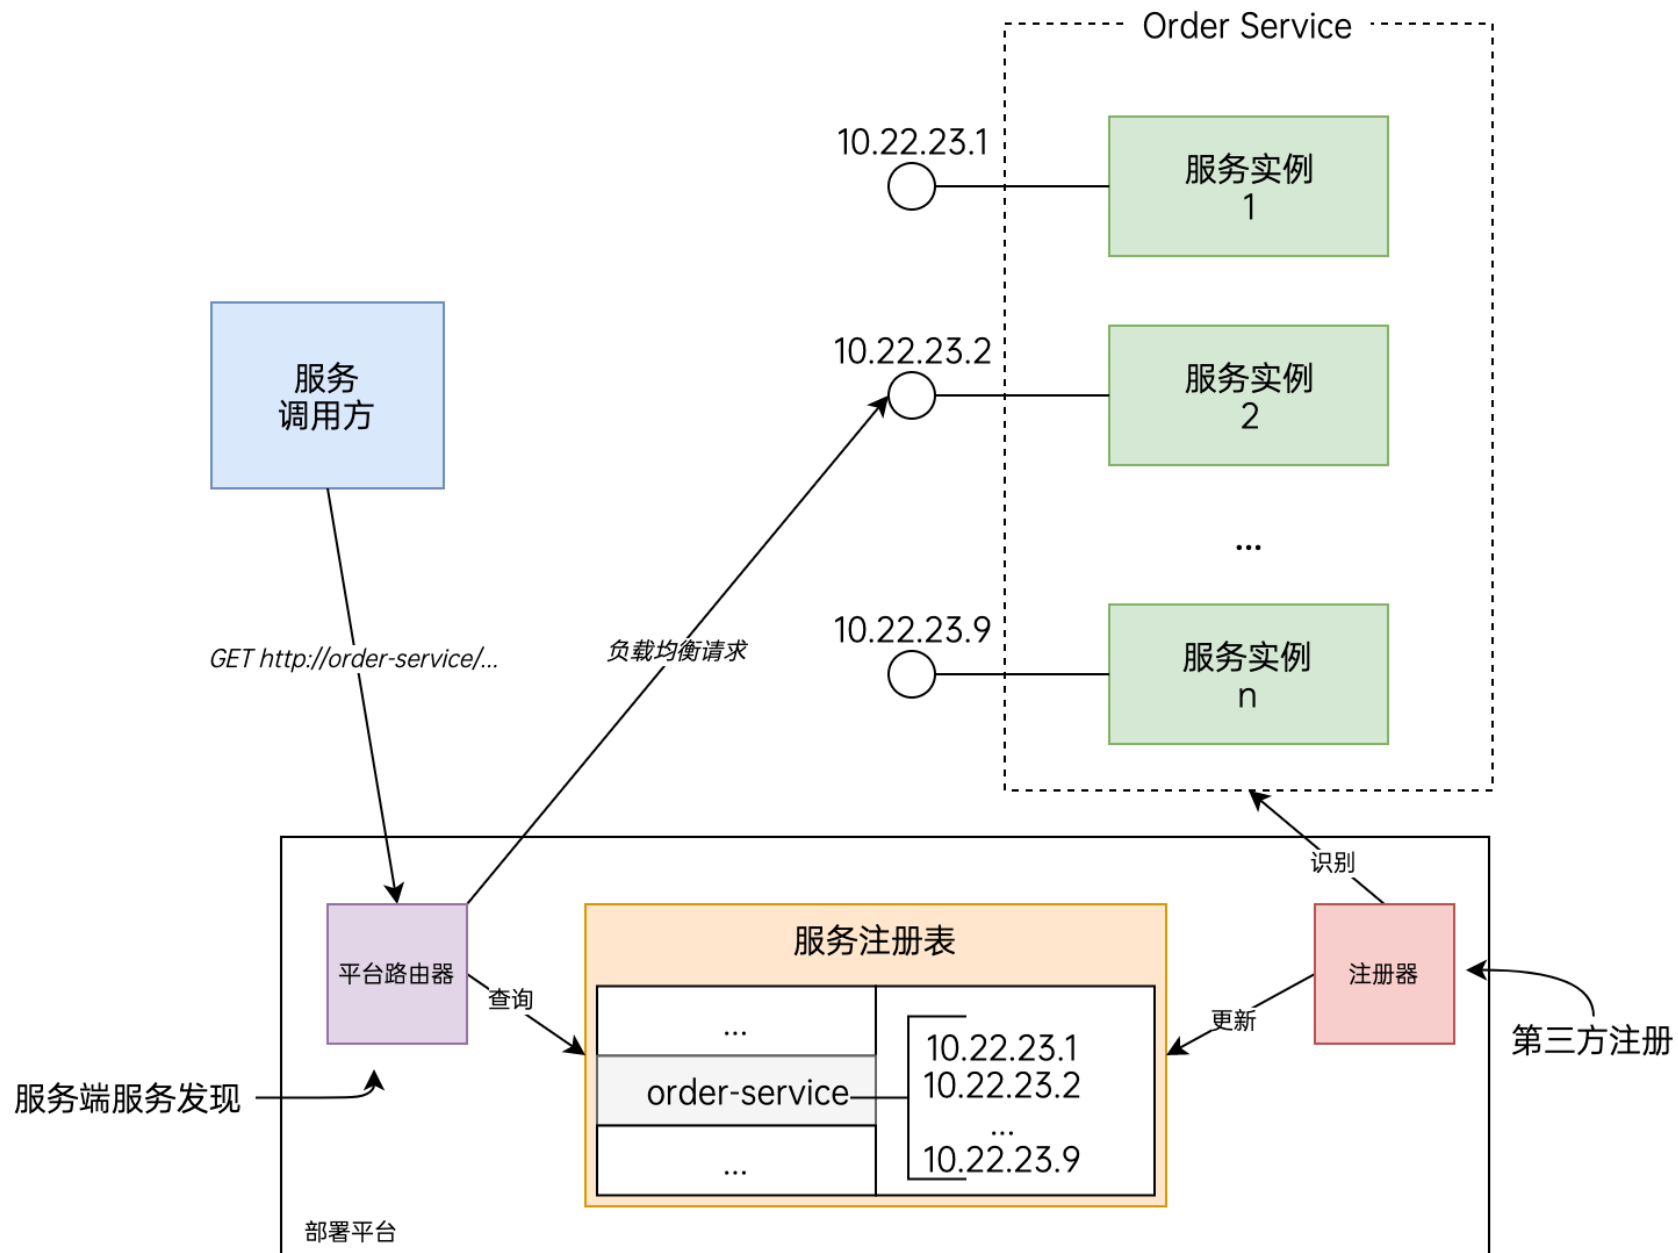 Order Service
10.22.23.1
服务实例
1
10.22.23.2
服务实例
2
服务
调用方
...
10.22.23.9
服务实例
n
GET http://order-service/...
负载均衡请求
识别
平台路由器
查询
服务注册表
...
order-service
...
10.22.23.1
10.22.23.2
...
10.22.23.9
更新
注册器
第三方注册
服务端服务发现
部署平台